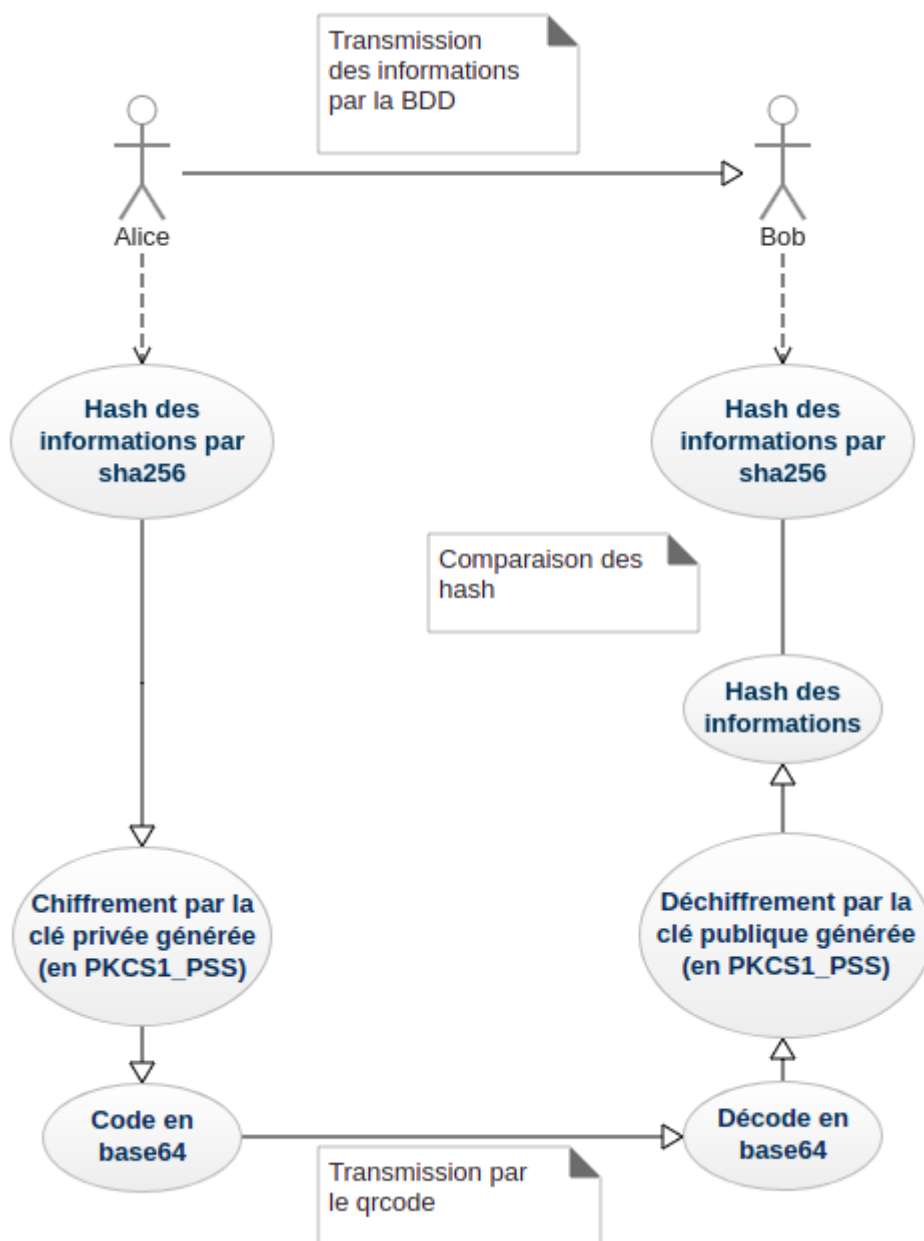 Transmission
des informations
par la BDD
Alice
Bob
Hash des
informations par
sha256
Hash des
informations par
sha256
Comparaison des
hash
Hash des
informations
Chiffrement par la
clé privée générée
(en PKCS1_PSS)
Déchiffrement par la
clé publique générée
(en PKCS1_PSS)
Code en
base64
Décode en
base64
Transmission par
le qrcode